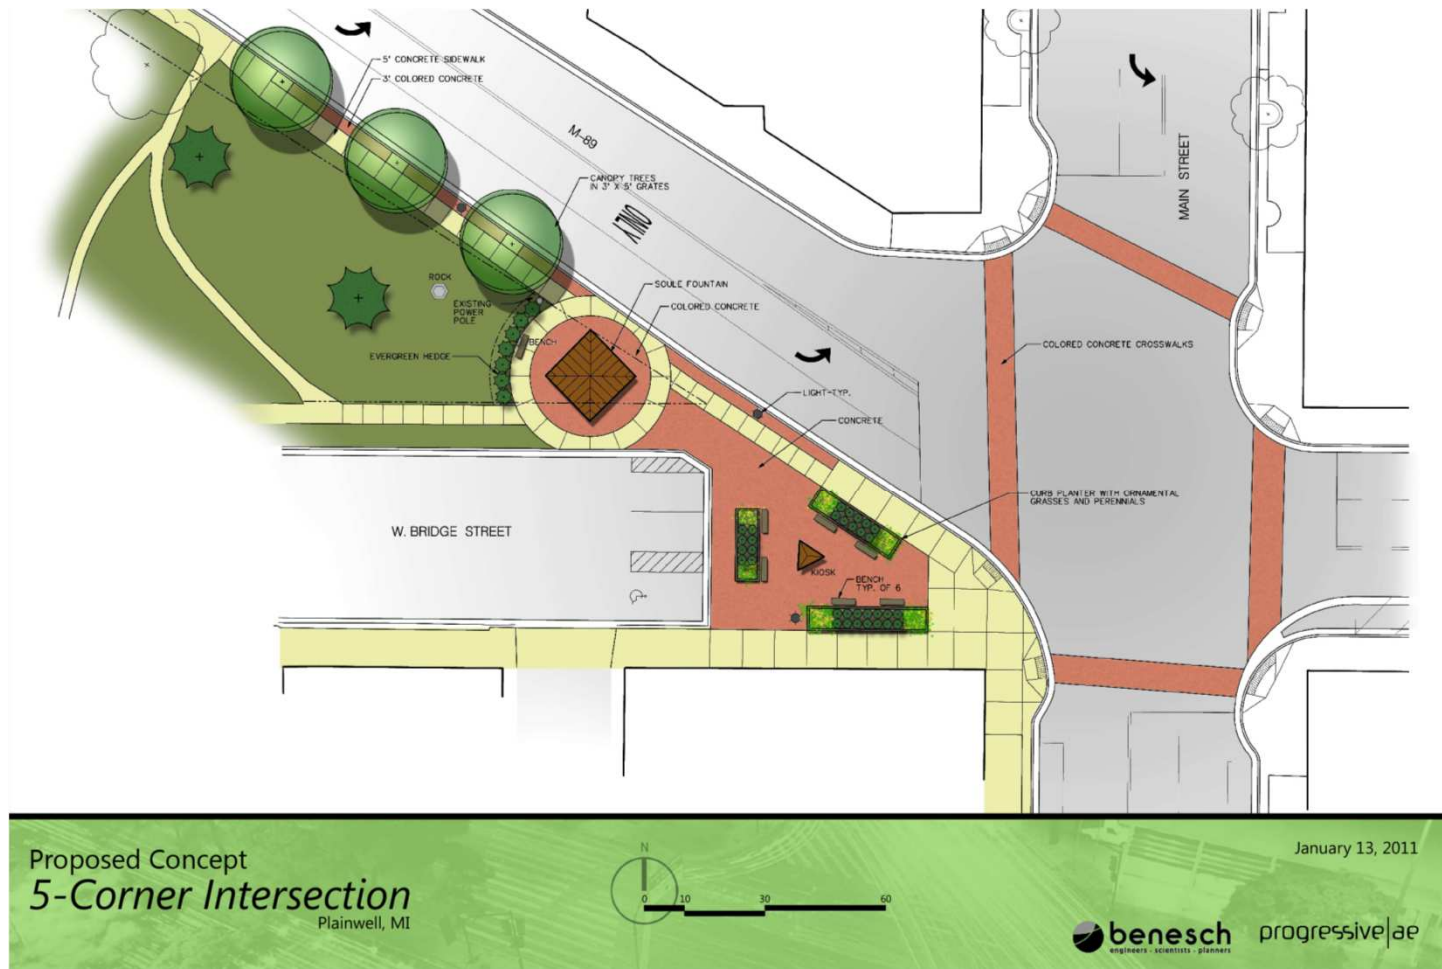 5' CONCRETE SIDEWALK
3' COLORED CONCRETE
M-89
MAIN STREET
CANOPY TREES
IN 3' X 5' GRATES
ONLY
ROCK
SOULE FOUNTAIN
EXISTING
POWER
POLE
COLORED CONCRETE
BENCH
COLORED CONCRETE CROSSWALKS
EVERGREEN HEDGE
LIGHT-TYP.
CONCRETE
CURB PLANTER WITH ORNAMENTAL
GRASSES AND PERENNIALS
W. BRIDGE STREET
KIOSK
BENCH
TYP. OF 6
Proposed Concept
5-Corner Intersection
Plainwell, MI
N
0 10 30 60
January 13, 2011
benesch
engineers · scientists · planners
progressive|ae